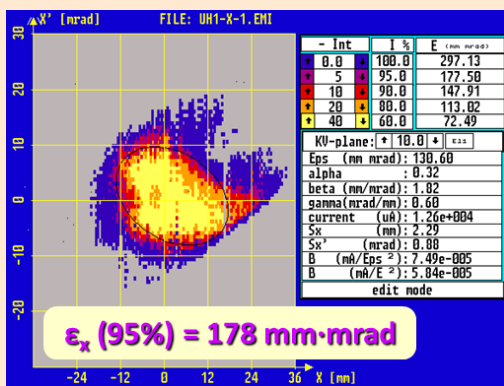 X' [mrad] FILE: UH1-X-1.EMI
30
20
10
0
-10
-20
-24 -12 0 12 24 36 X [mm]
- Int I % E (mm mrad)
0.0 100.0 297.13
5 95.0 177.50
10 90.0 147.91
20 80.0 113.02
40 60.0 72.49
KV-plane: 10.0 Els
Eps (mm mrad): 130.60
alpha : 0.32
beta (mm/mrad): 1.82
gamma(mrad/mm): 0.60
current (uA): 1.26e+004
Sx (mm): 2.29
Sx' (mrad): 0.88
B (mA/Eps ²): 7.49e-005
B (mA/E ²): 5.84e-005
edit mode
εx (95%) = 178 mm·mrad